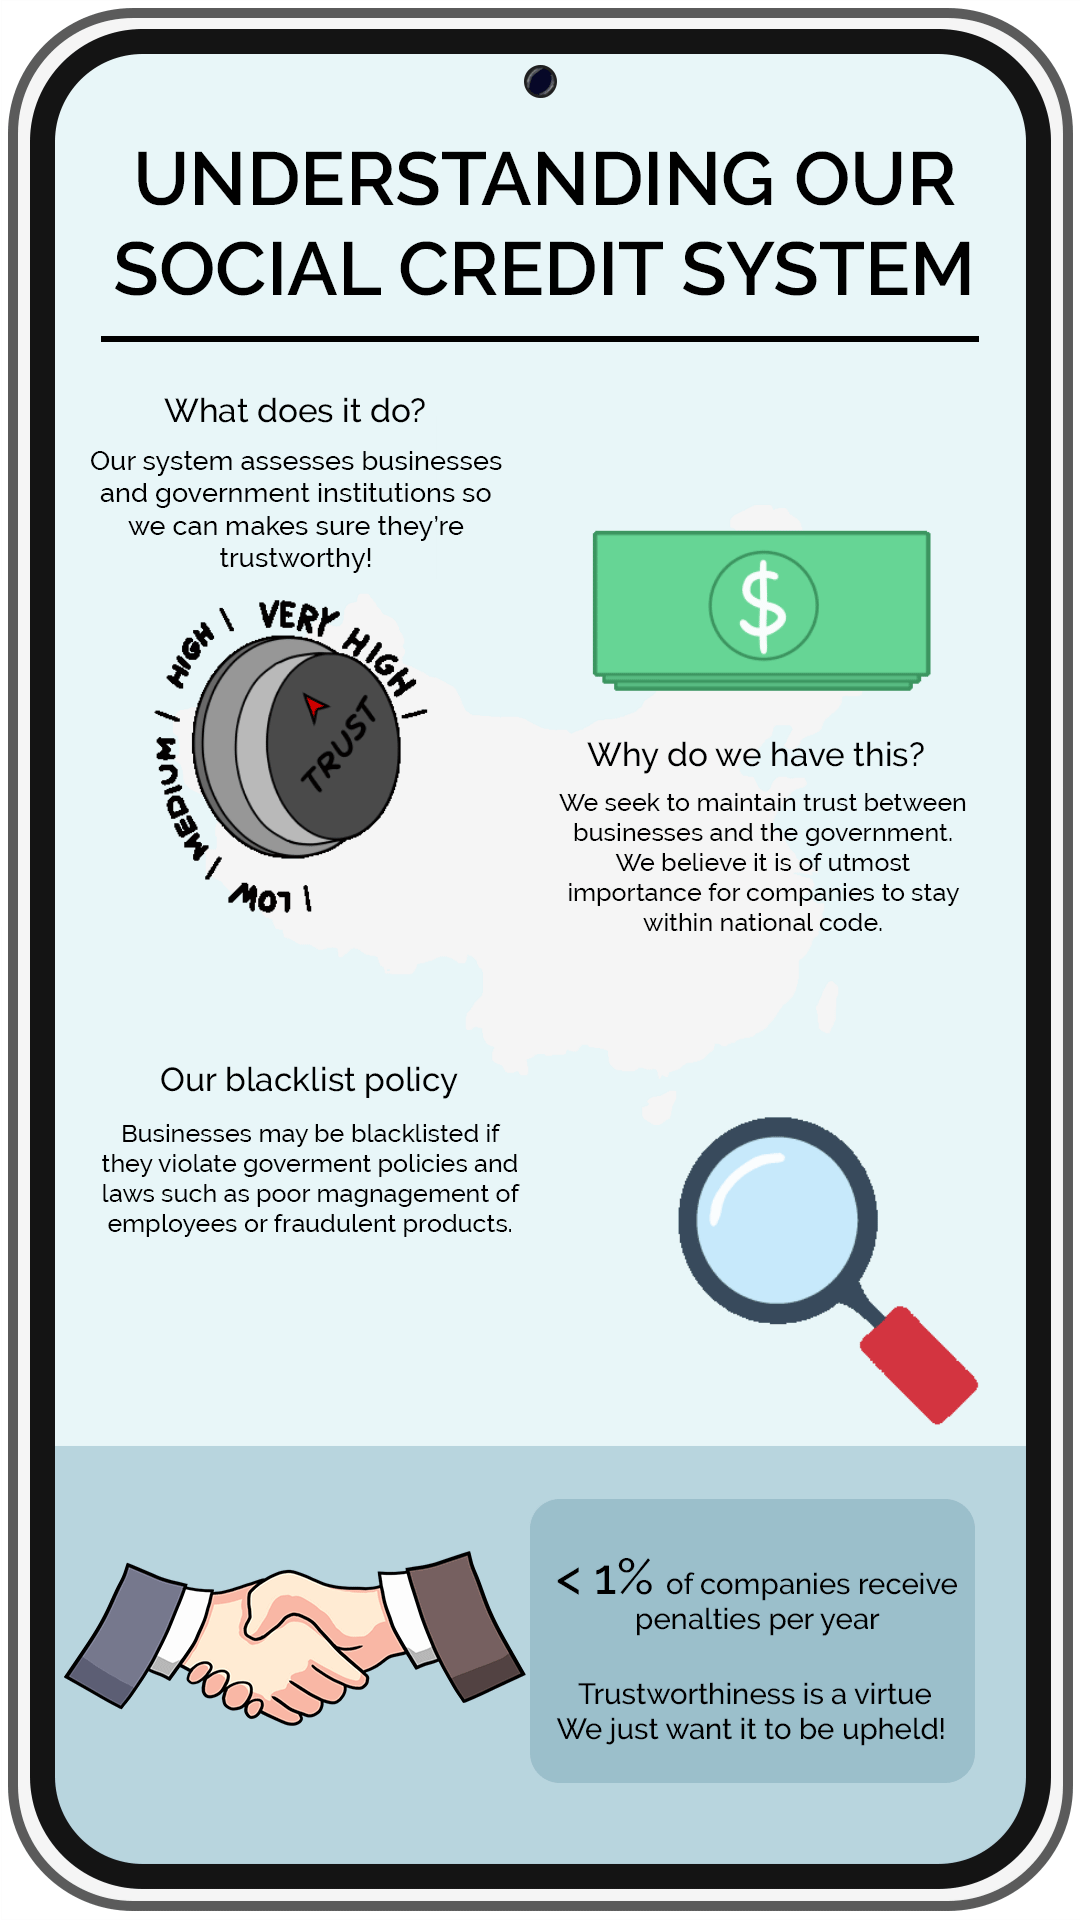 UNDERSTANDING OUR
SOCIAL CREDIT SYSTEM
What does it do?
Our system assesses businesses
and government institutions so
we can makes sure they're
trustworthy!
LOW
MEDIUM
HIGH
VERY HIGH
TRUST
$
Why do we have this?
We seek to maintain trust between
businesses and the government.
We believe it is of utmost
importance for companies to stay
within national code.
Our blacklist policy
Businesses may be blacklisted if
they violate goverment policies and
laws such as poor magnagement of
employees or fraudulent products.
< 1% of companies receive
penalties per year
Trustworthiness is a virtue
We just want it to be upheld!